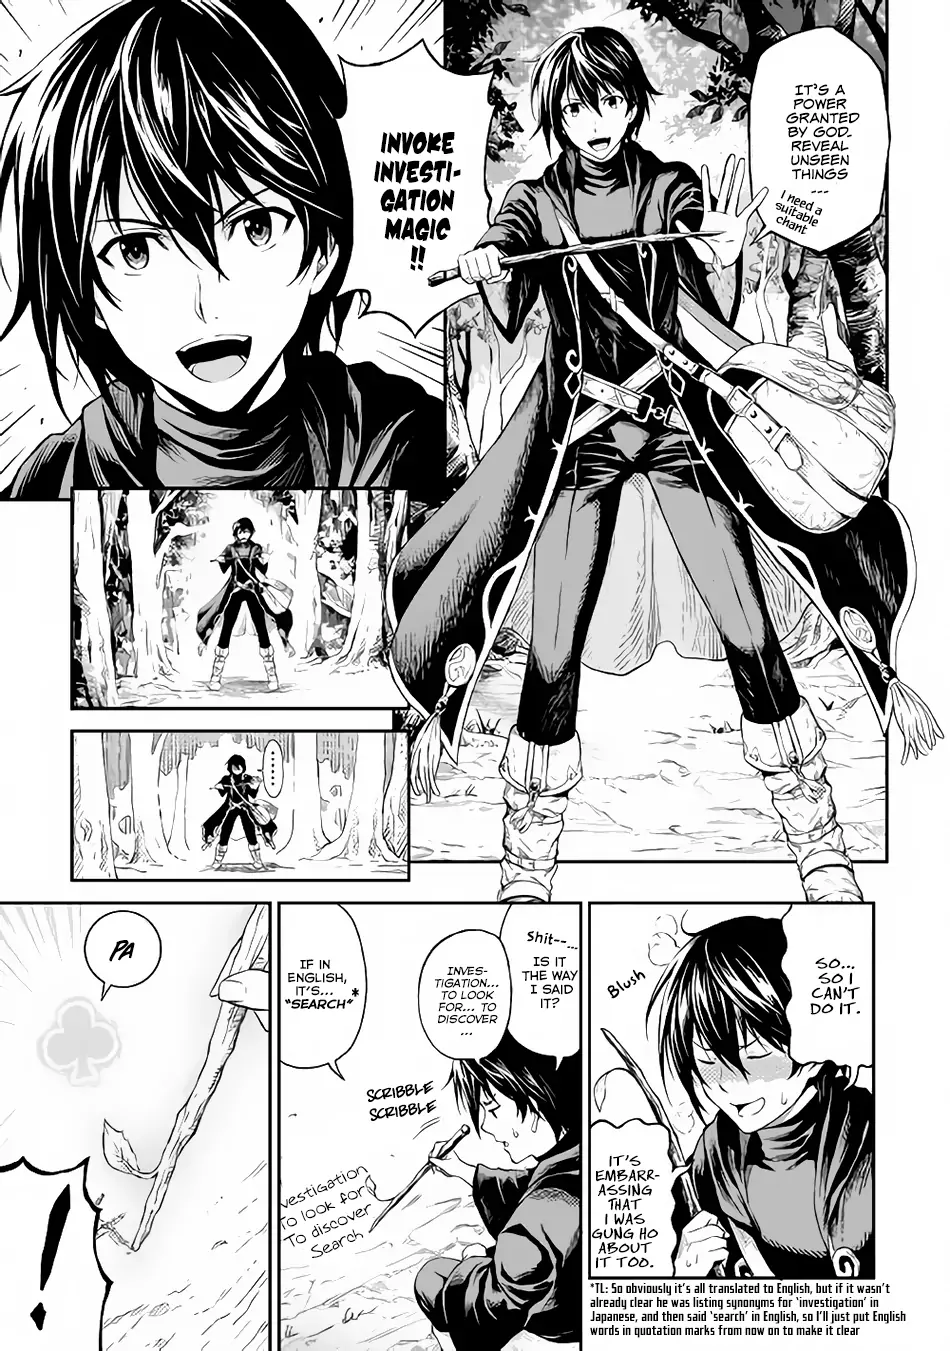 IT'S A
POWER
GRANTED
BY GOD.
REVEAL
UNSEEN
THINGS
...
I need a
suitable
chant
INVOKE
INVESTI-
GATION
MAGIC
!!
......
SO...
SO I
CAN'T
DO IT.
Blush
IT'S
EMBARR-
ASSING
THAT
I WAS
GUNG HO
ABOUT
IT TOO.
Shit--...
IS IT
THE WAY
I SAID
IT?
INVES-
TIGATION...
TO LOOK
FOR... TO
DISCOVER
...
SCRIBBLE
SCRIBBLE
nvestigation
To look for
To discover
Search
IF IN
ENGLISH,
IT'S...
"SEARCH"*
PA
!
*TL: So obviously it's all translated to English, but if it wasn't
already clear he was listing synonyms for 'investigation' in
Japanese, and then said 'search' in English, so I'll just put English
words in quotation marks from now on to make it clear